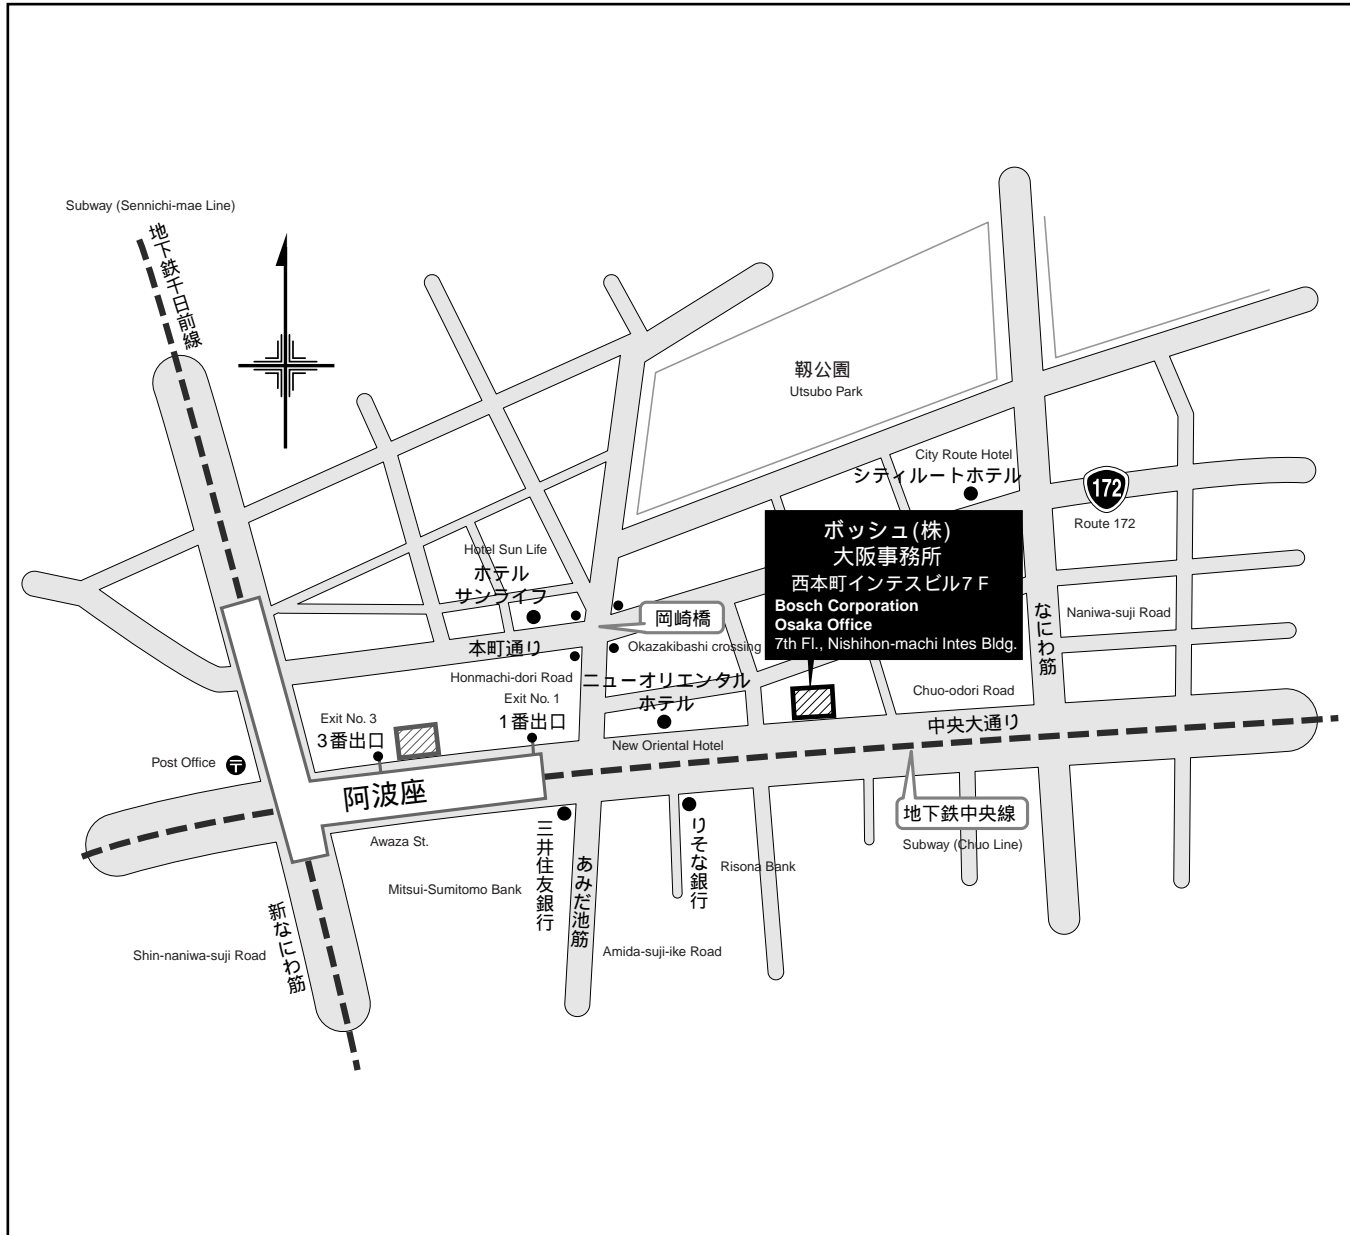 Subway (Sennichi-mae Line)
地下鉄千日前線
靱公園
Utsubo Park
City Route Hotel
シティルートホテル
172
Route 172
ボッシュ(株)
大阪事務所
西本町インテスビル7F
Bosch Corporation
Osaka Office
7th Fl., Nishihon-machi Intes Bldg.
Hotel Sun Life
ホテル
サンライフ
岡崎橋
Okazakibashi crossing
なにわ筋
Naniwa-suji Road
本町通り
Honmachi-dori Road
ニューオリエンタル
ホテル
New Oriental Hotel
Chuo-odori Road
中央大通り
Exit No. 1
1番出口
Exit No. 3
3番出口
Post Office
〒
阿波座
Awaza St.
地下鉄中央線
Subway (Chuo Line)
三井住友銀行
Mitsui-Sumitomo Bank
あみだ池筋
Amida-suji-ike Road
りそな銀行
Risona Bank
新なにわ筋
Shin-naniwa-suji Road